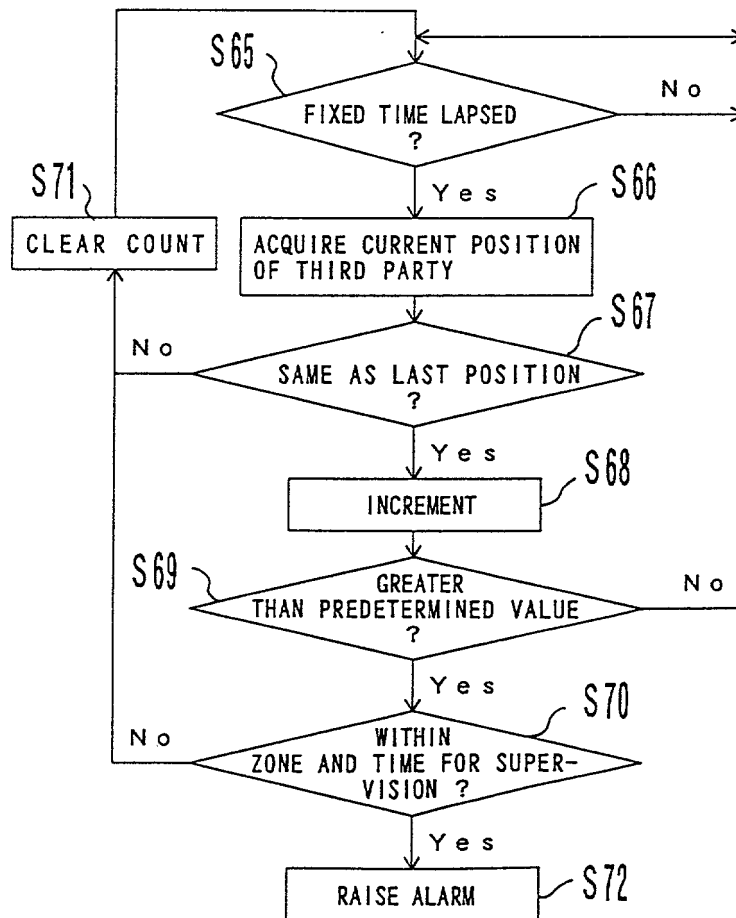 S65
FIXED TIME LAPSED
?
No
Yes
S71
CLEAR COUNT
S66
ACQUIRE CURRENT POSITION
OF THIRD PARTY
S67
No
SAME AS LAST POSITION
?
Yes
S68
INCREMENT
S69
GREATER
THAN PREDETERMINED VALUE
?
No
Yes
S70
No
WITHIN
ZONE AND TIME FOR SUPER-
VISION ?
Yes
S72
RAISE ALARM